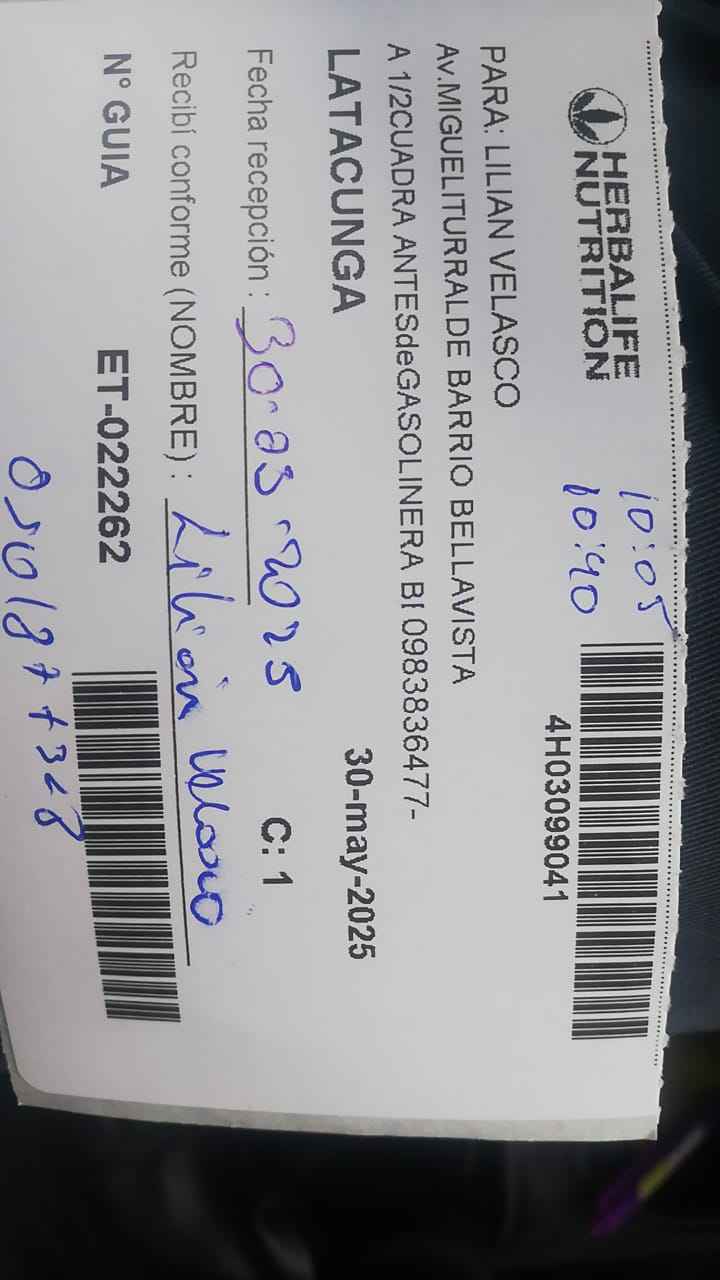 HERBALIFE
NUTRITION
10:05
10:40
4H03099041
PARA: LILIAN VELASCO
Av.MIGUELITURRALDE BARRIO BELLAVISTA
A 1/2CUADRA ANTESdeGASOLINERA BI 0983836477-
LATACUNGA 30-may-2025
Fecha recepción : 30-05-2025 C: 1
Recibí conforme (NOMBRE) : Lilian Velasco
N° GUIA ET-022262